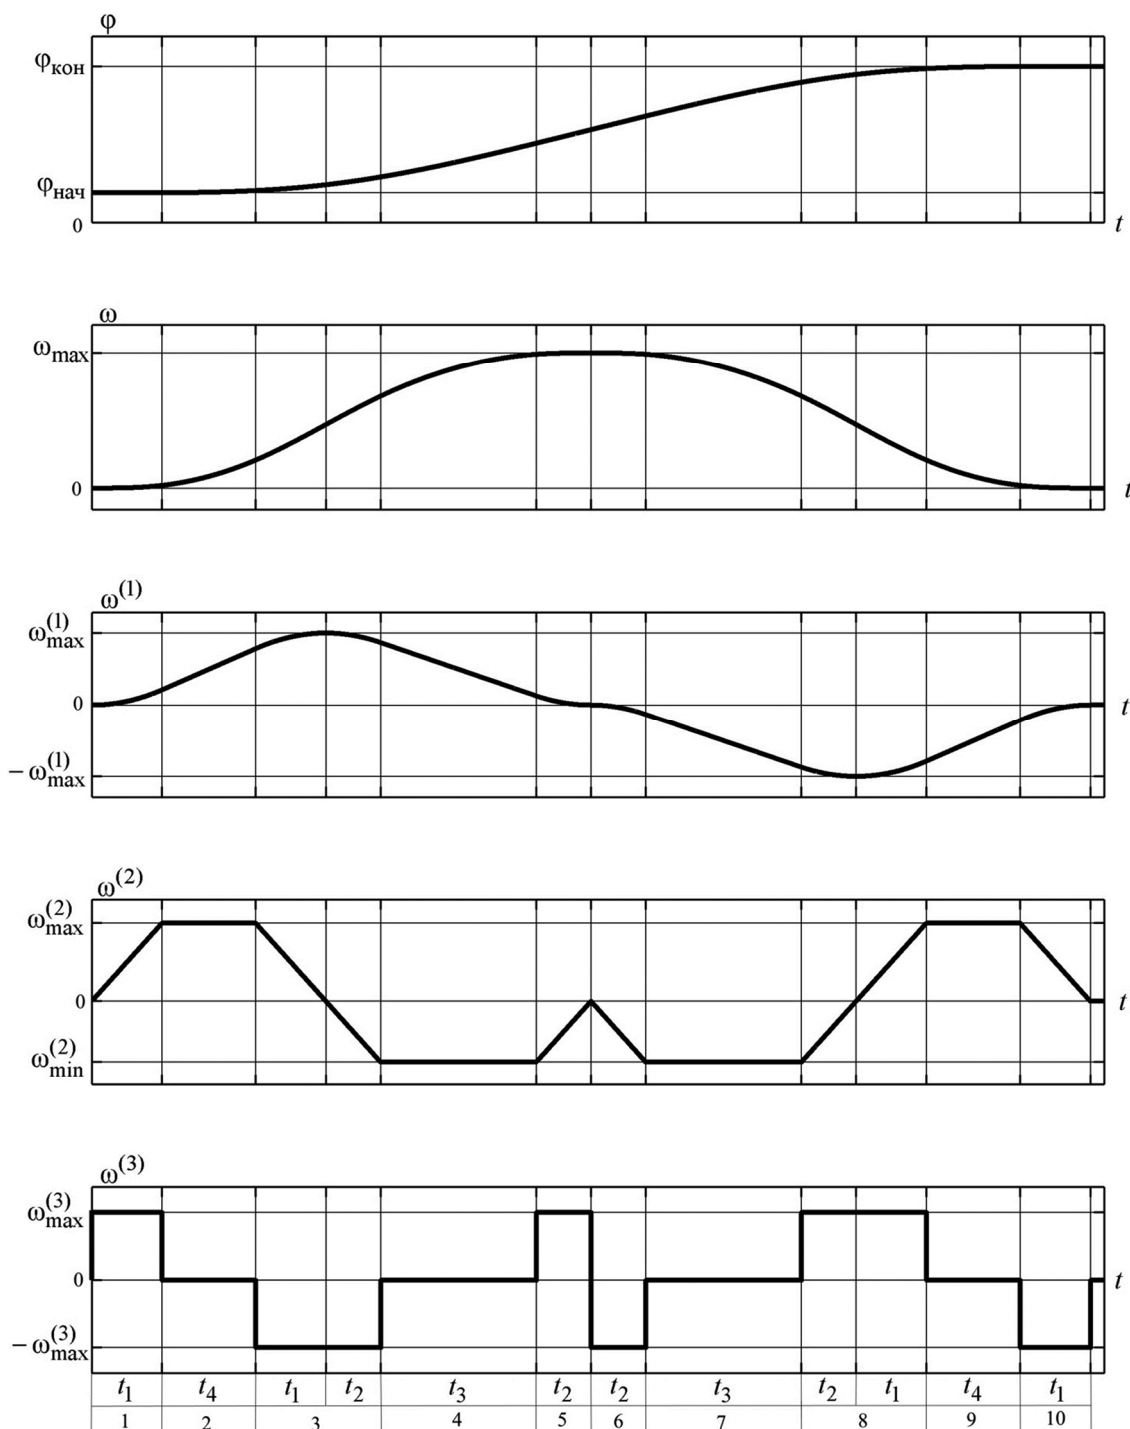 φ
φкон
φнач
0
t
ω
ωmax
0
t
ω(1)
ω(1)max
0
t
−ω(1)max
ω(2)
ω(2)max
0
t
ω(2)min
ω(3)
ω(3)max
0
t
−ω(3)max
t1 t4 t1 t2 t3 t2 t2 t3 t2 t1 t4 t1
1 2 3 4 5 6 7 8 9 10